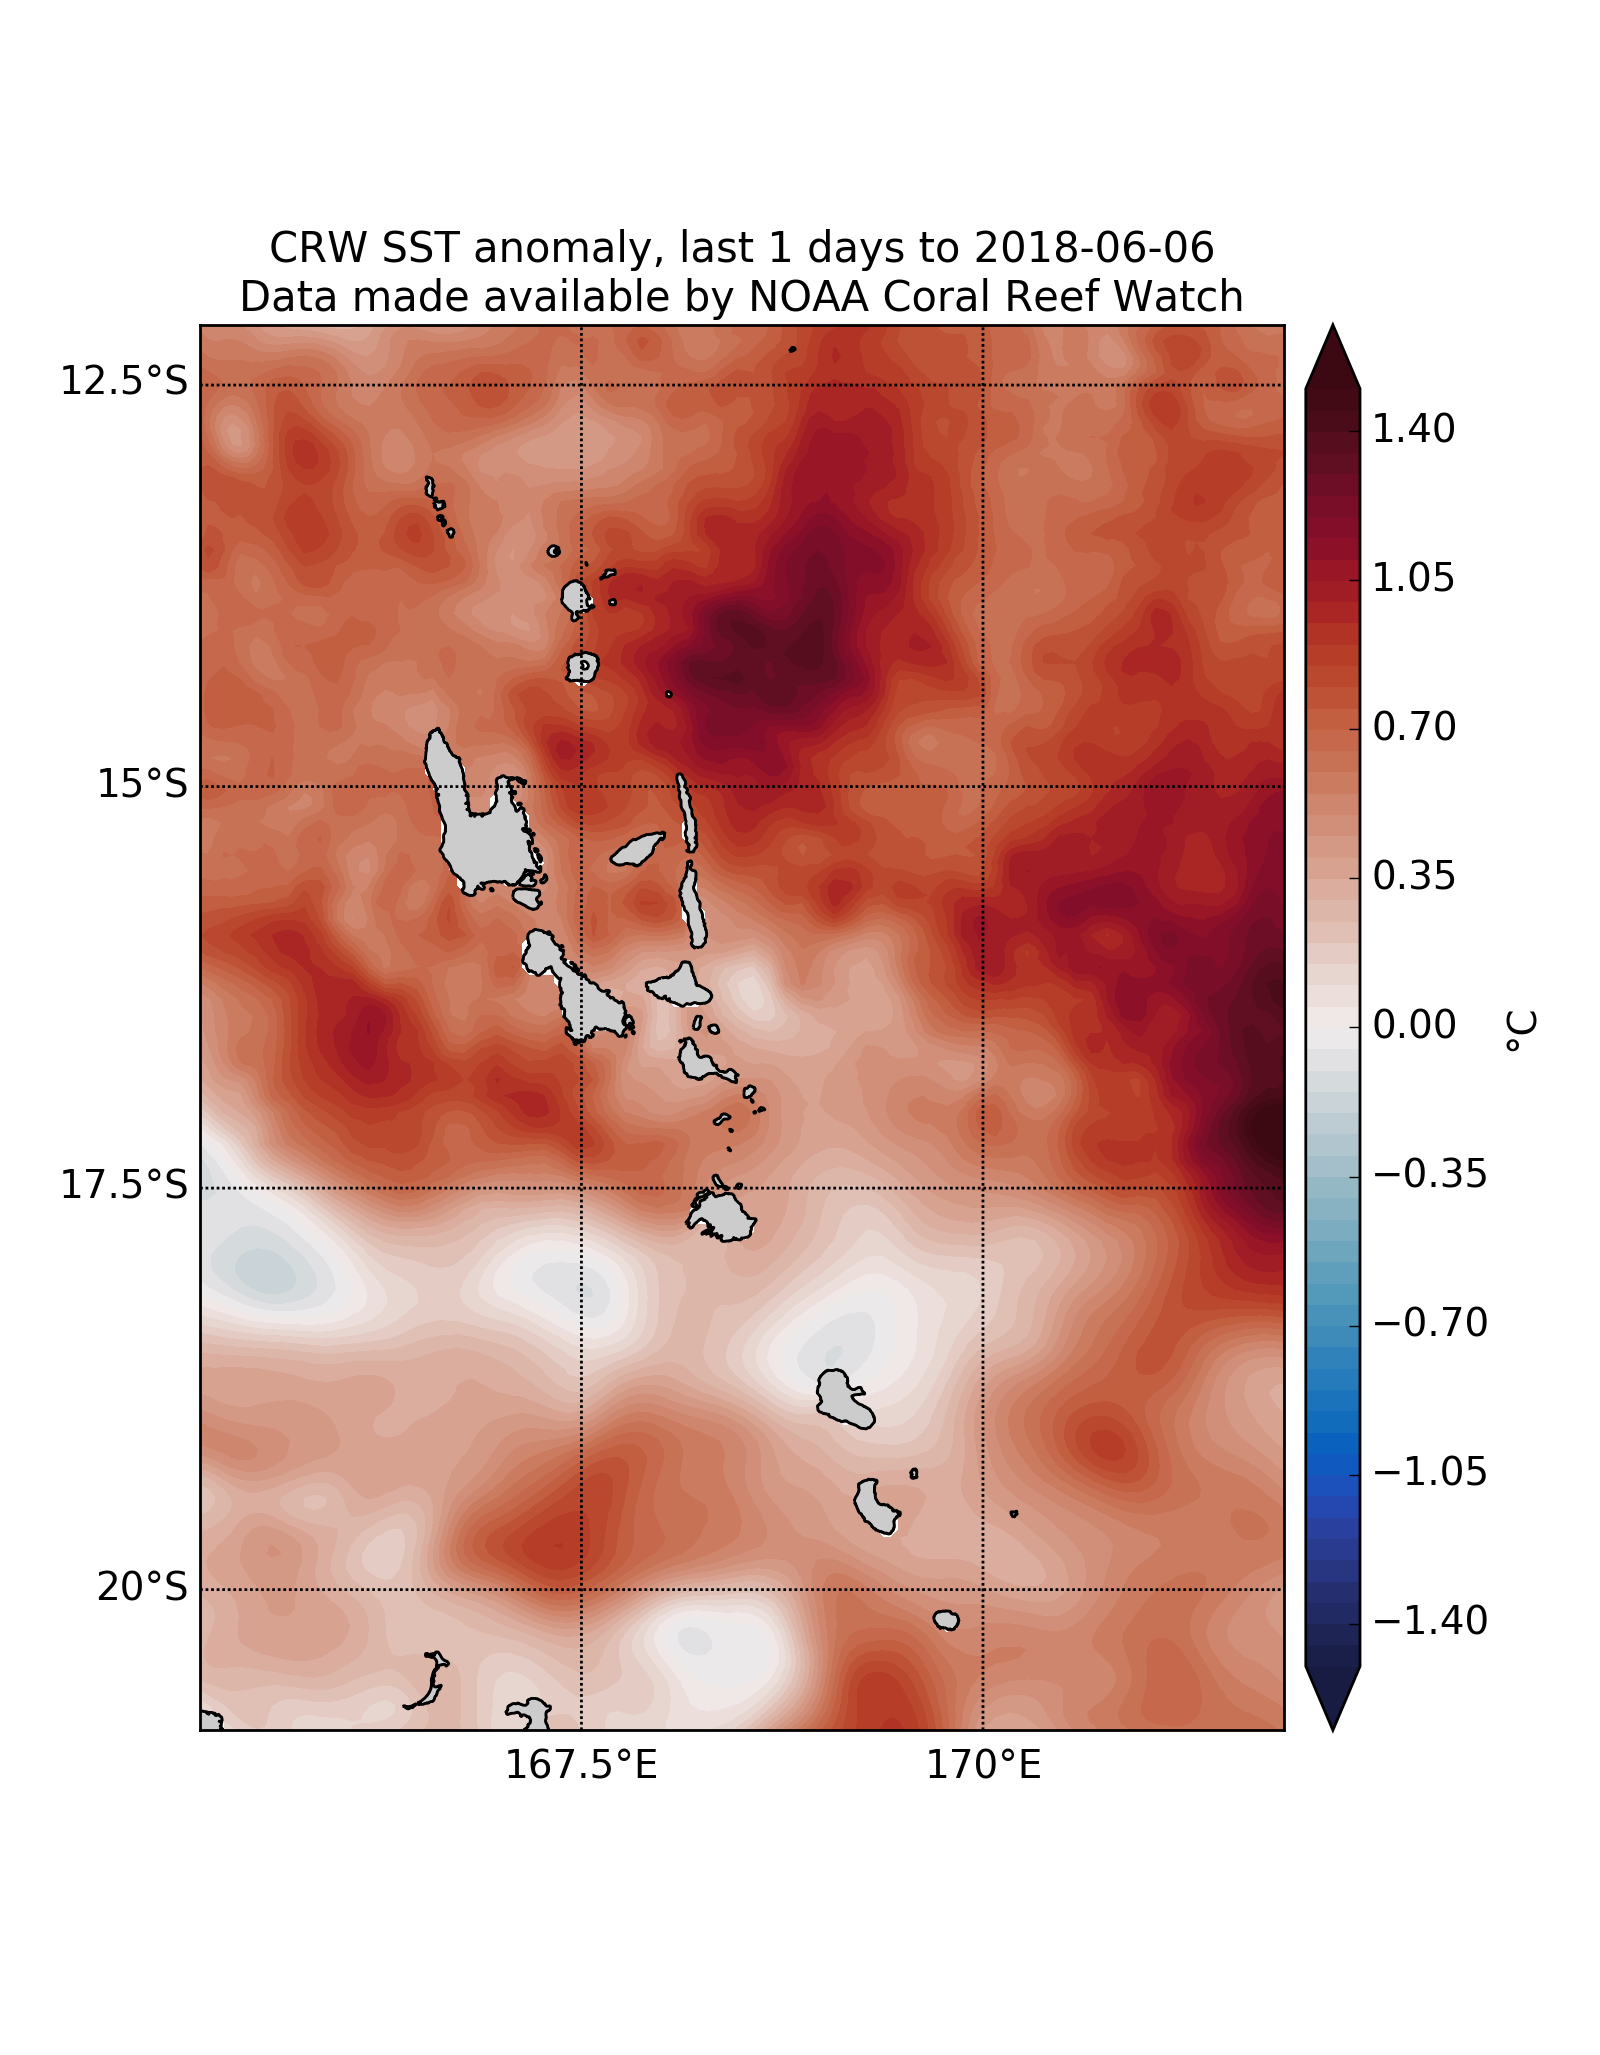 CRW SST anomaly, last 1 days to 2018-06-06
Data made available by NOAA Coral Reef Watch
12.5°S
15°S
17.5°S
20°S
167.5°E
170°E
1.40
1.05
0.70
0.35
0.00
−0.35
−0.70
−1.05
−1.40
°C